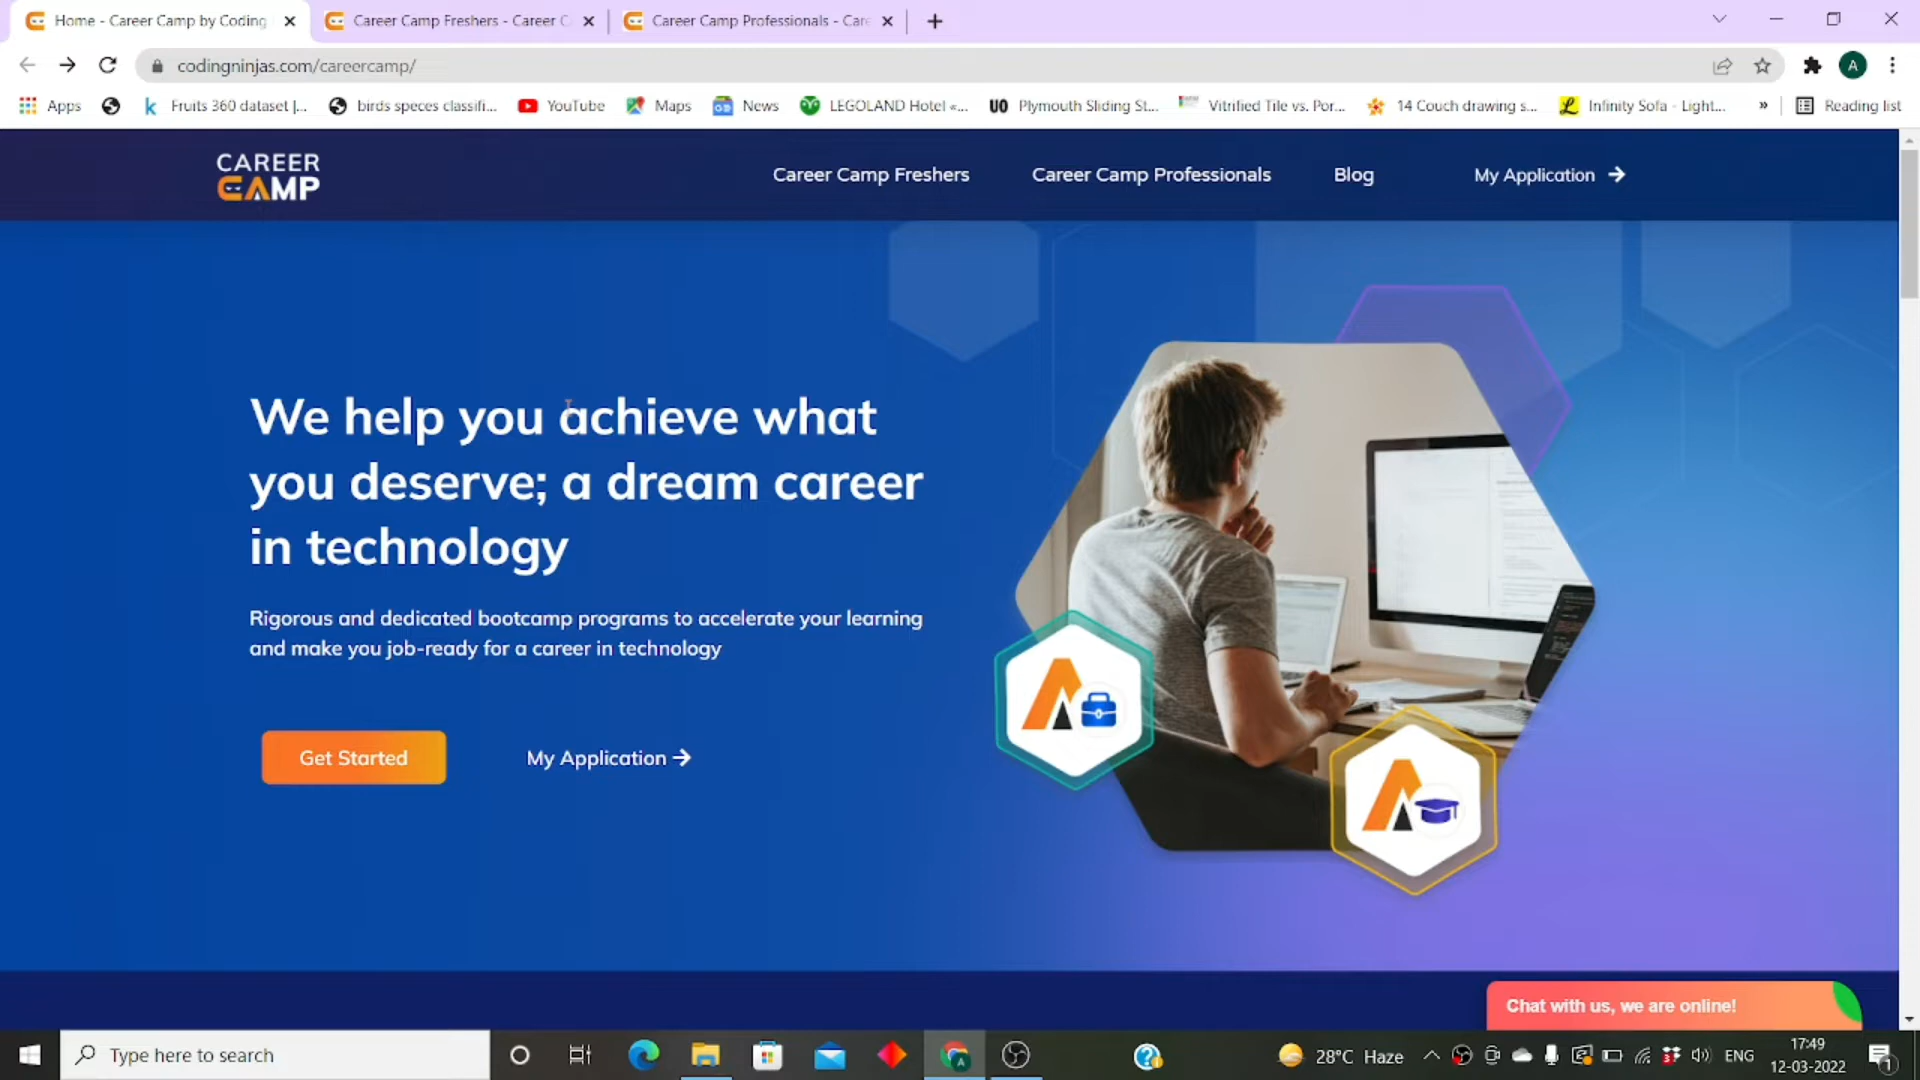 Home - Career Camp by Coding
Career Camp Freshers - Career C
Career Camp Professionals - Care
codingninjas.com/careercamp/
A
Apps
Fruits 360 dataset |...
birds speces classifi...
YouTube
Maps
News
LEGOLAND Hotel «...
UO Plymouth Sliding St...
Vitrified Tile vs. Por...
14 Couch drawing s...
Infinity Sofa - Light...
»
Reading list
CAREER
CAMP
Career Camp Freshers
Career Camp Professionals
Blog
My Application →
We help you achieve what
you deserve; a dream career
in technology
Rigorous and dedicated bootcamp programs to accelerate your learning
and make you job-ready for a career in technology
Get Started
My Application →
Chat with us, we are online!
Type here to search
28°C Haze
ENG
17:49
12-03-2022
1